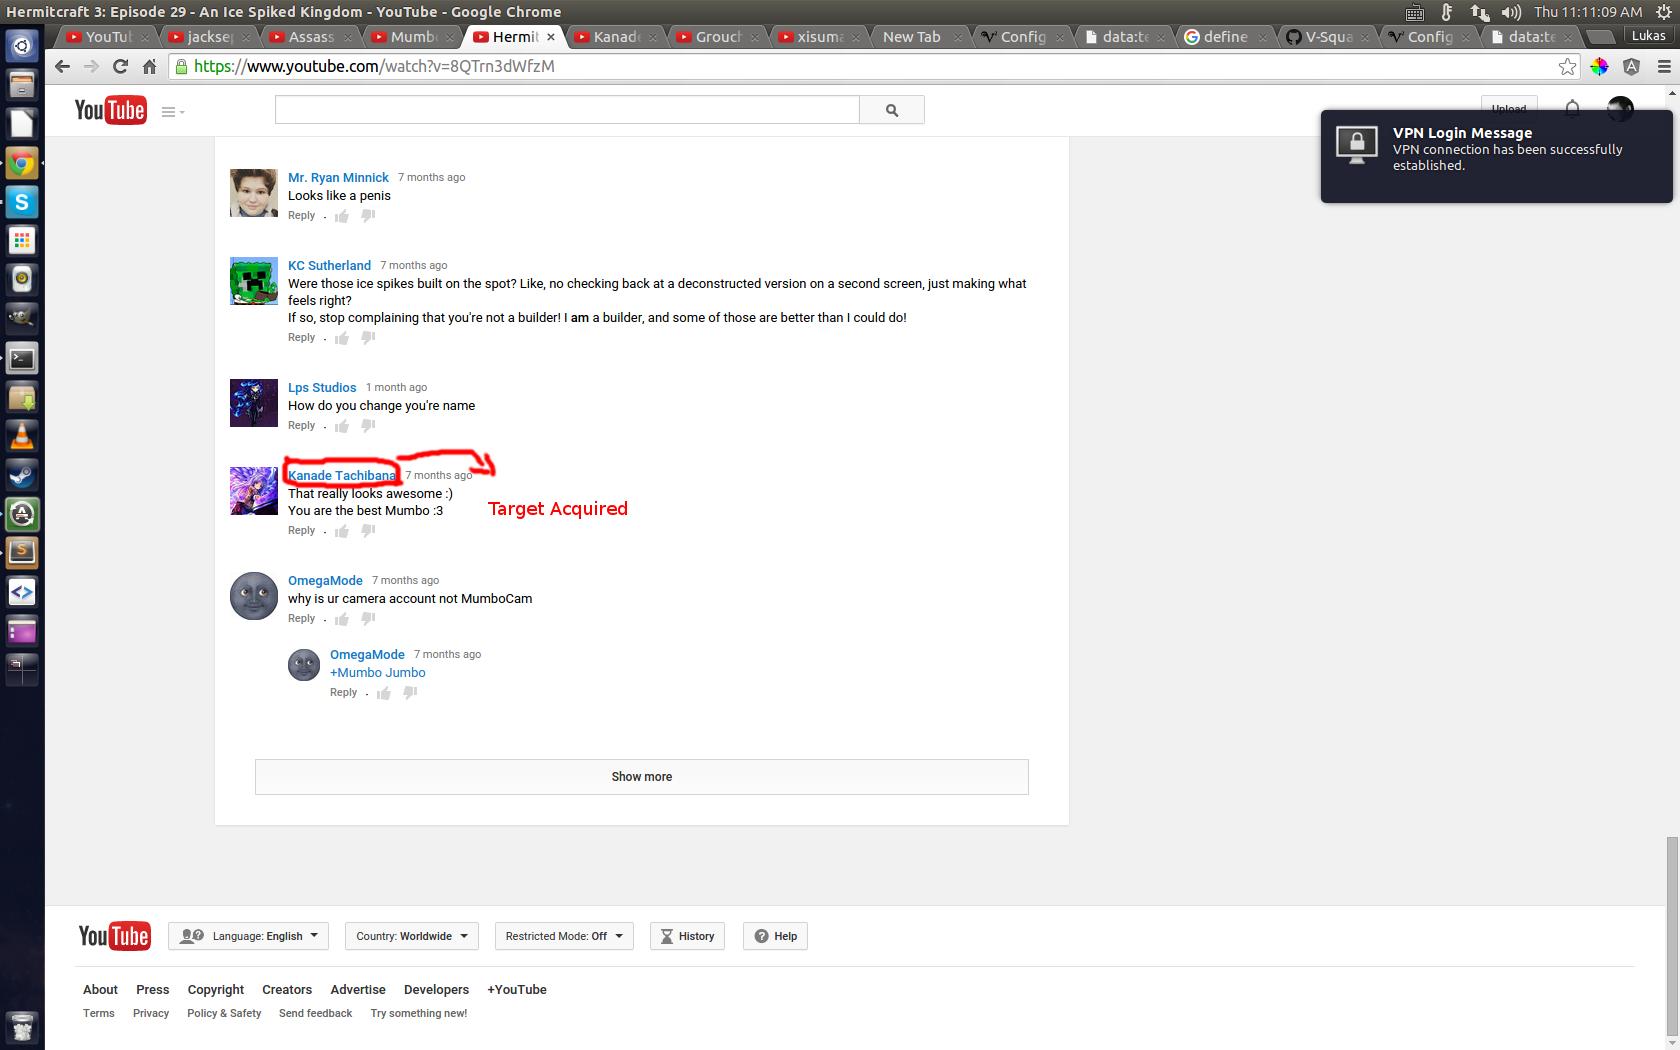 Hermitcraft 3: Episode 29 - An Ice Spiked Kingdom - YouTube - Google Chrome
Thu 11:11:09 AM
YouTub
jacksep
Assass
Mumbo
Hermit
Kanade
Grouch
xisuma
New Tab
Config
data:te
define
V-Squa
Config
data:te
Lukas
https://www.youtube.com/watch?v=8QTrn3dWfzM
YouTube
Upload
VPN Login Message
VPN connection has been successfully
established.
Mr. Ryan Minnick 7 months ago
Looks like a penis
Reply .
KC Sutherland 7 months ago
Were those ice spikes built on the spot? Like, no checking back at a deconstructed version on a second screen, just making what
feels right?
If so, stop complaining that you're not a builder! I am a builder, and some of those are better than I could do!
Reply .
Lps Studios 1 month ago
How do you change you're name
Reply .
Kanade Tachibana 7 months ago
That really looks awesome :)
You are the best Mumbo :3
Target Acquired
Reply .
OmegaMode 7 months ago
why is ur camera account not MumboCam
Reply .
OmegaMode 7 months ago
+Mumbo Jumbo
Reply .
Show more
YouTube
Language: English
Country: Worldwide
Restricted Mode: Off
History
Help
About Press Copyright Creators Advertise Developers +YouTube
Terms Privacy Policy & Safety Send feedback Try something new!